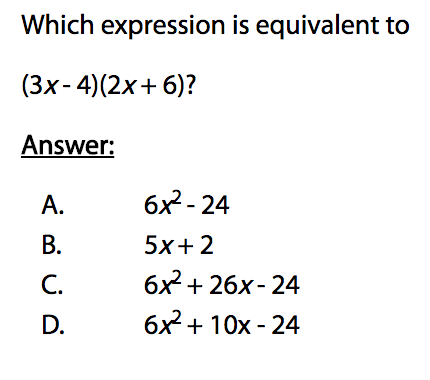 Which expression is equivalent to
(3x - 4)(2x + 6)?
Answer:
A. 6x² - 24
B. 5x + 2
C. 6x² + 26x - 24
D. 6x² + 10x - 24